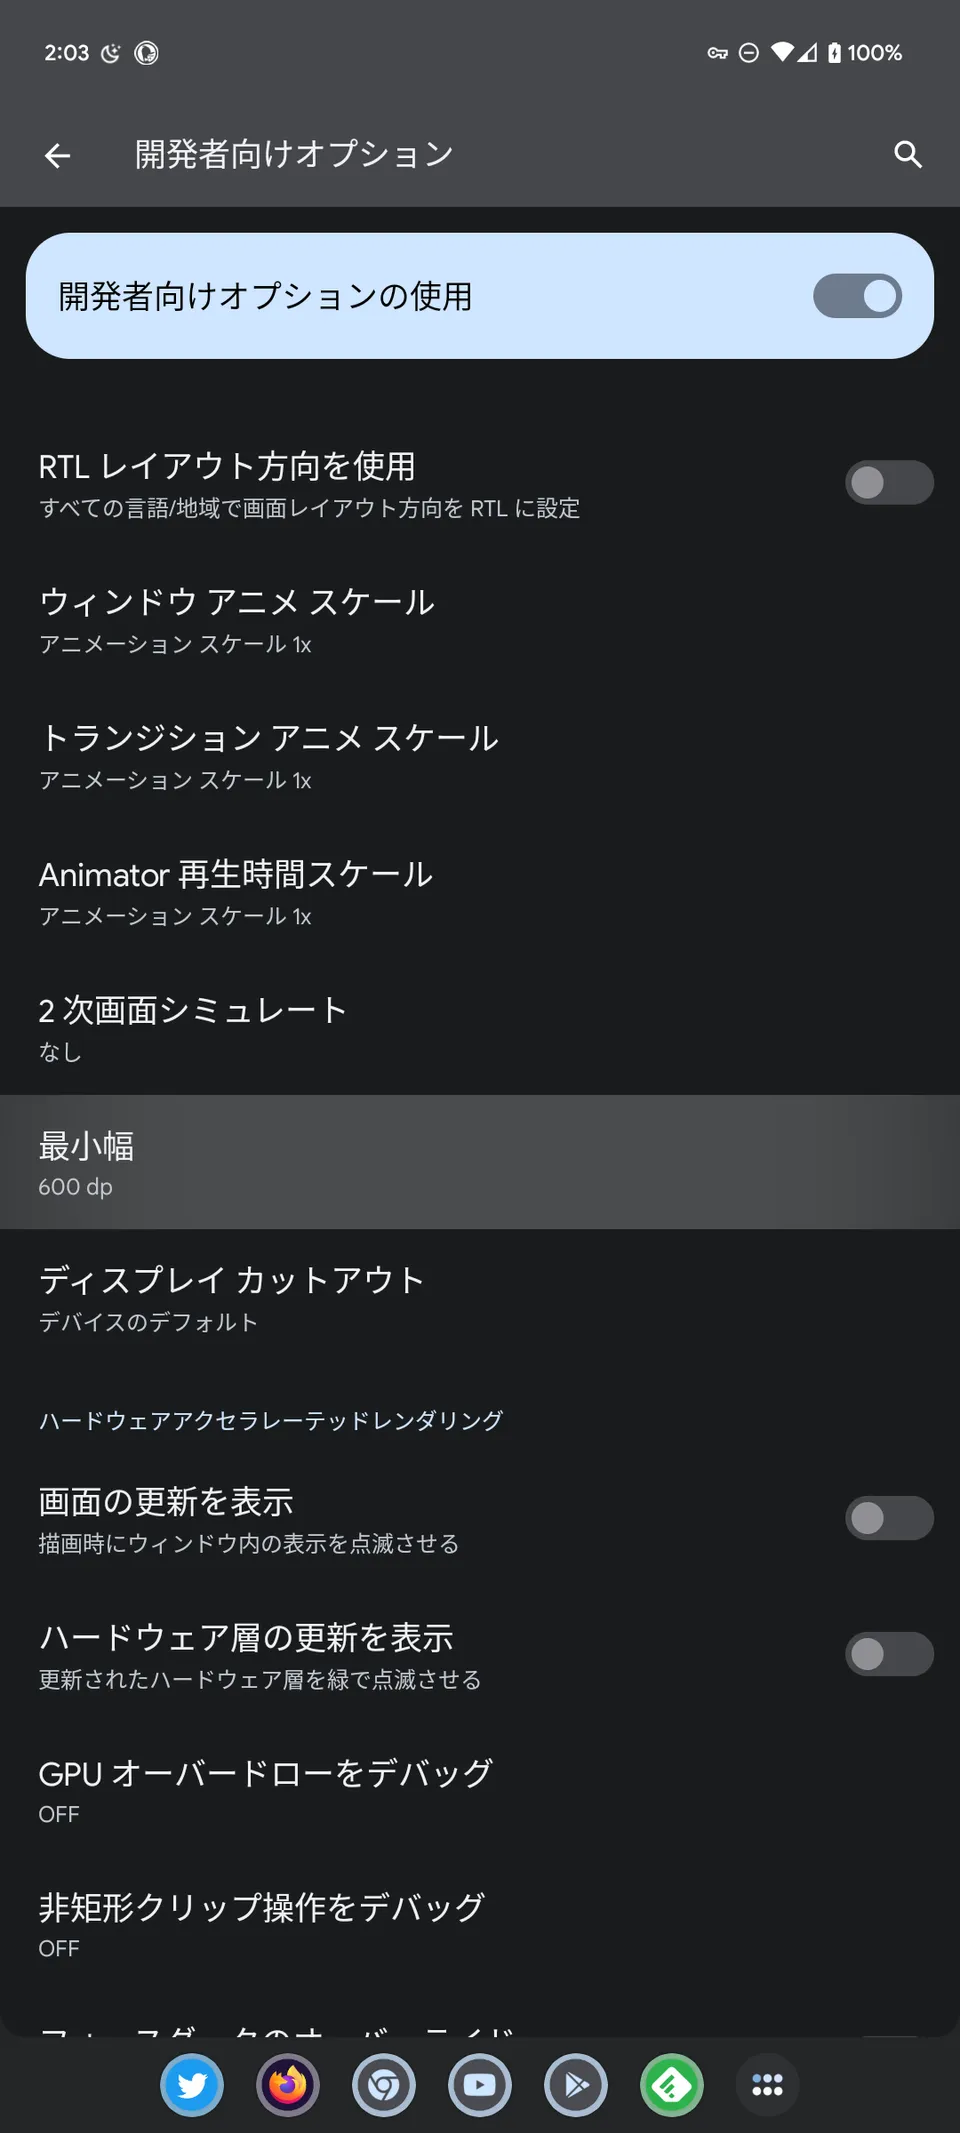 2:03
100%
開発者向けオプション
開発者向けオプションの使用
RTL レイアウト方向を使用
すべての言語/地域で画面レイアウト方向を RTL に設定
ウィンドウ アニメ スケール
アニメーション スケール 1x
トランジション アニメ スケール
アニメーション スケール 1x
Animator 再生時間スケール
アニメーション スケール 1x
2 次画面シミュレート
なし
最小幅
600 dp
ディスプレイ カットアウト
デバイスのデフォルト
ハードウェアアクセラレーテッドレンダリング
画面の更新を表示
描画時にウィンドウ内の表示を点滅させる
ハードウェア層の更新を表示
更新されたハードウェア層を緑で点滅させる
GPU オーバードローをデバッグ
OFF
非矩形クリップ操作をデバッグ
OFF